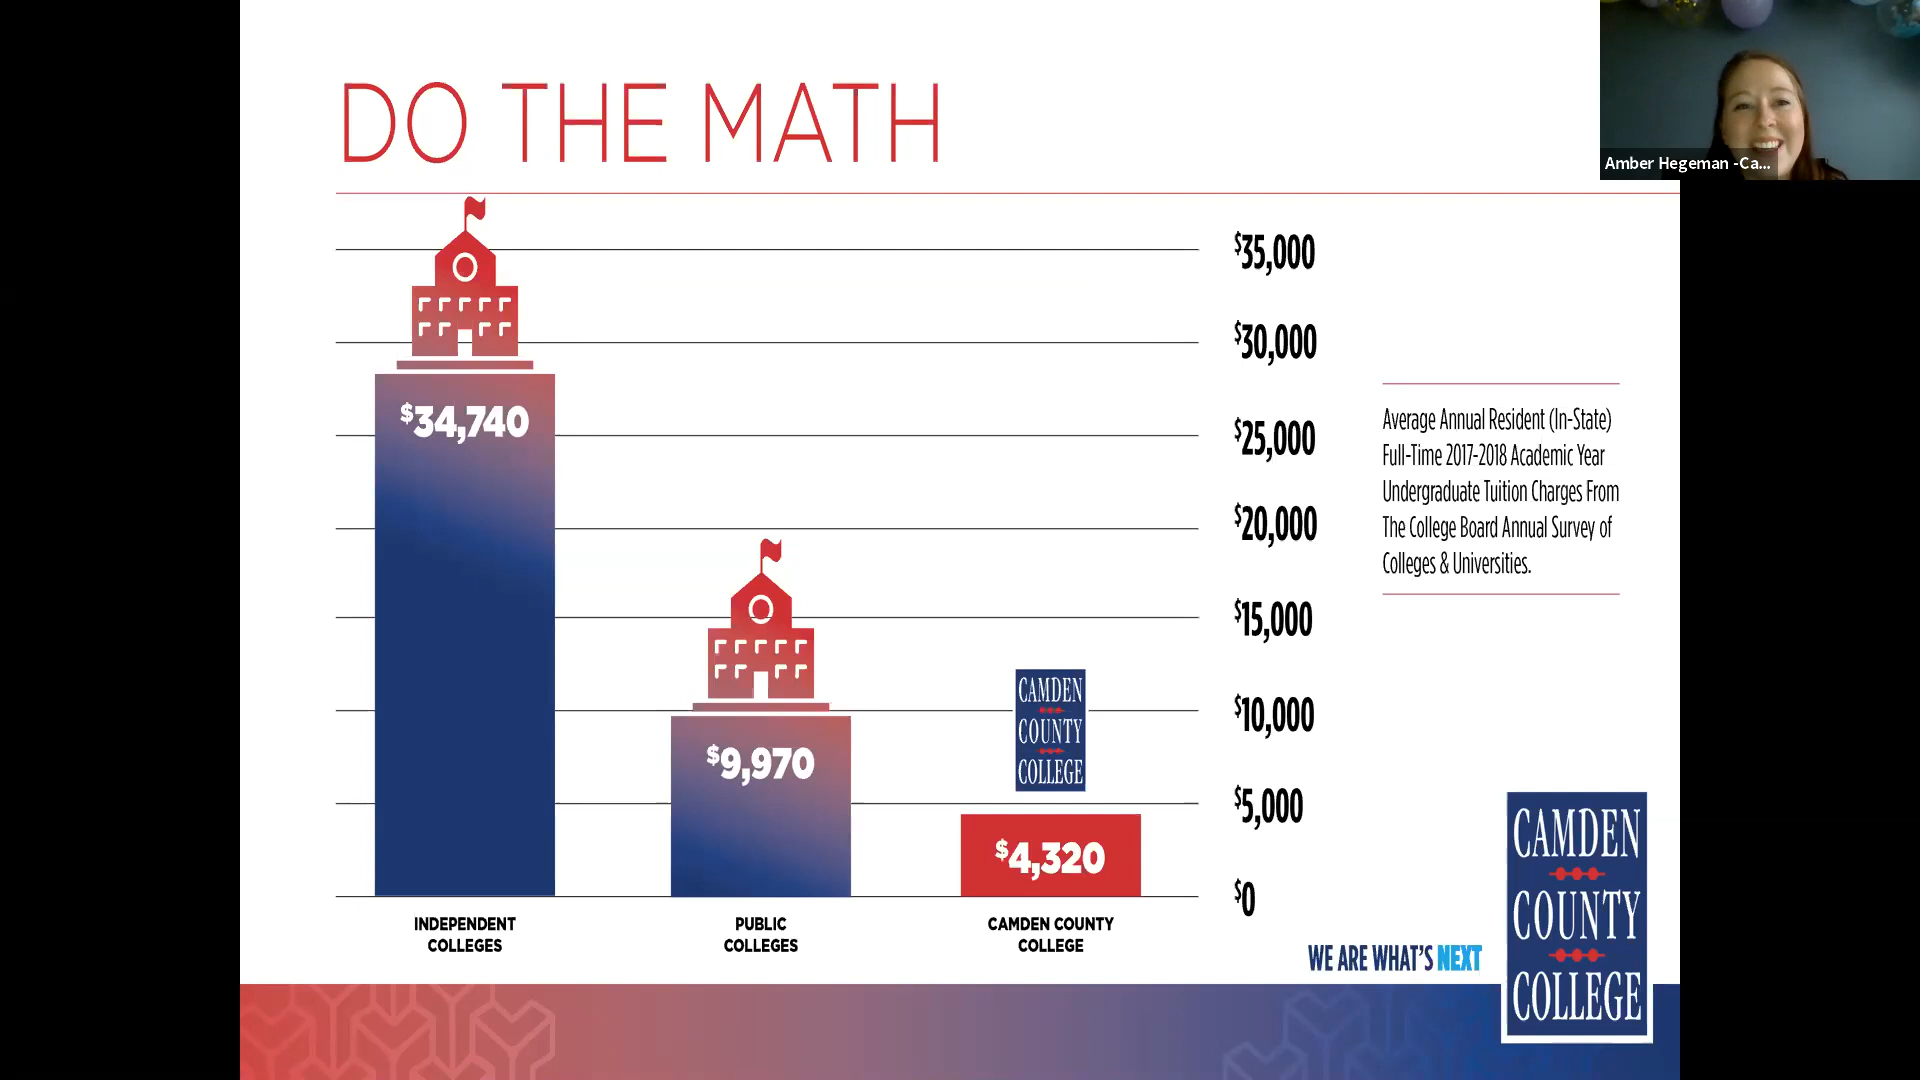 DO THE MATH
Amber Hegeman -Ca...
$35,000
$30,000
$25,000
$20,000
$15,000
$10,000
$5,000
$0
$34,740
$9,970
$4,320
CAMDEN
COUNTY
COLLEGE
INDEPENDENT
COLLEGES
PUBLIC
COLLEGES
CAMDEN COUNTY
COLLEGE
Average Annual Resident (In-State)
Full-Time 2017-2018 Academic Year
Undergraduate Tuition Charges From
The College Board Annual Survey of
Colleges & Universities.
WE ARE WHAT'S NEXT
CAMDEN
COUNTY
COLLEGE